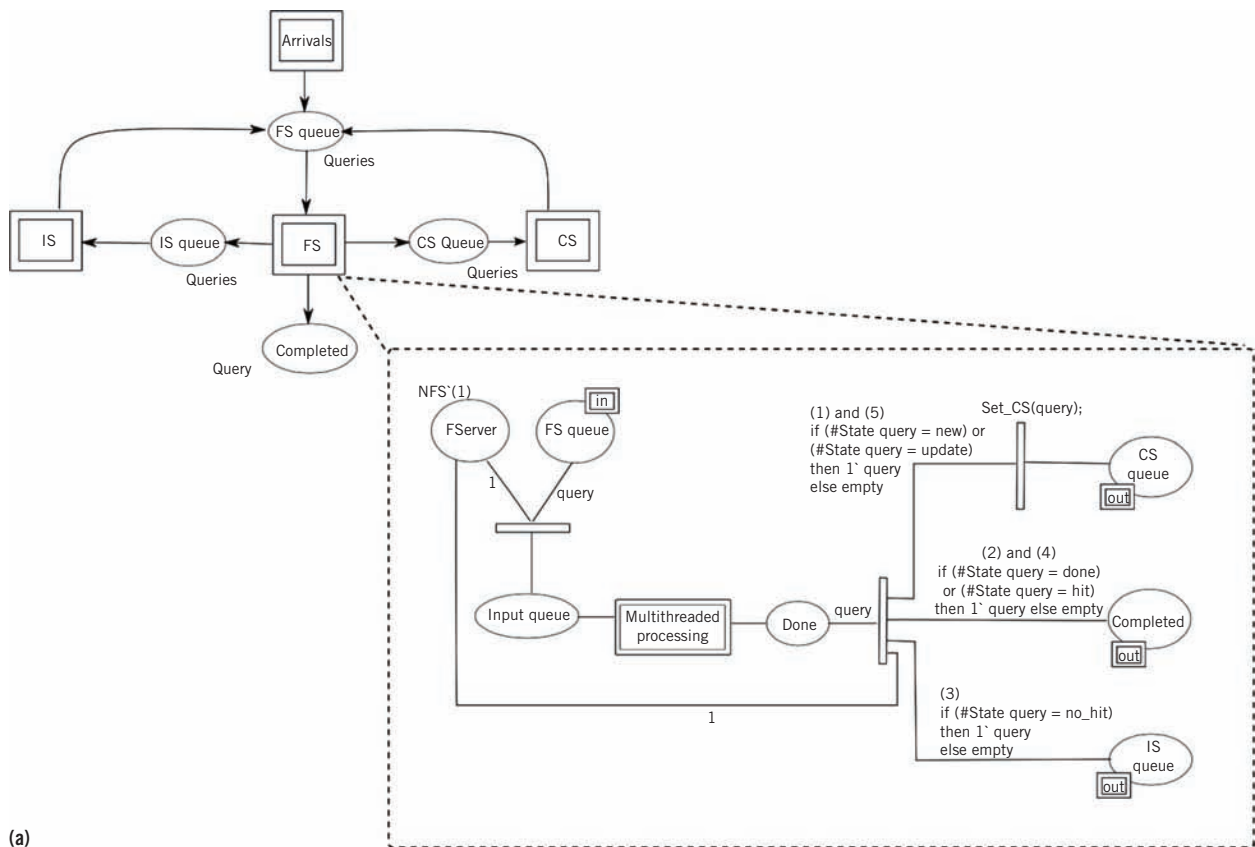 Arrivals
FS queue
Queries
IS
IS queue
FS
CS Queue
CS
Queries
Queries
Completed
Query
NFS`(1)
FServer
in
FS queue
1
query
Input queue
Multithreaded
processing
Done
query
1
(1) and (5)
if (#State query = new) or
(#State query = update)
then 1` query
else empty
Set_CS(query);
CS
queue
out
(2) and (4)
if (#State query = done)
or (#State query = hit)
then 1` query else empty
Completed
out
(3)
if (#State query = no_hit)
then 1` query
else empty
IS
queue
out
(a)